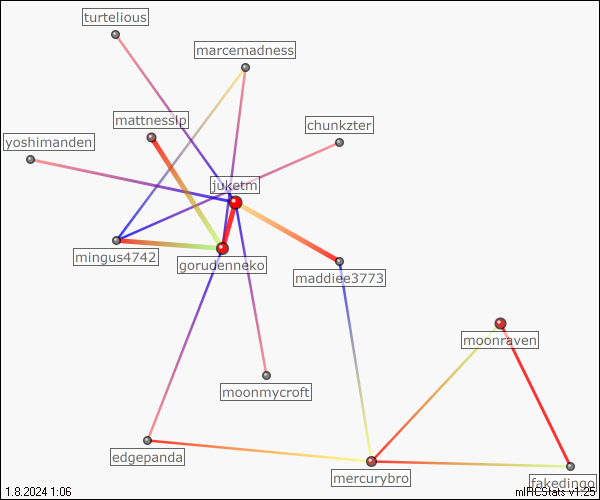 turtelious
marcemadness
mattnesslp
chunkzter
yoshimanden
juketm
mingus4742
gorudenneko
maddiee3773
moonraven
moonmycroft
edgepanda
mercurybro
fakedingo
1.8.2024 1:06
mIRCStats v1.25